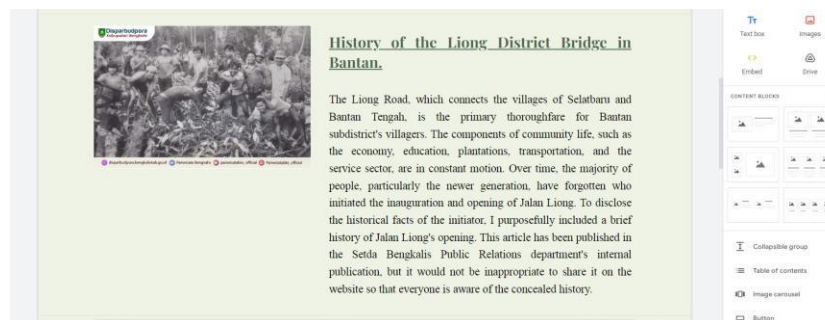 Disparbudpora
Kabupaten Bengkalis
History of the Liong District Bridge in
Bantan.
The Liong Road, which connects the villages of Selatbaru and
Bantan Tengah, is the primary thoroughfare for Bantan
subdistrict's villagers. The components of community life, such as
the economy, education, plantations, transportation, and the
service sector, are in constant motion. Over time, the majority of
people, particularly the newer generation, have forgotten who
initiated the inauguration and opening of Jalan Liong. To disclose
the historical facts of the initiator, I purposefully included a brief
history of Jalan Liong's opening. This article has been published in
the Setda Bengkalis Public Relations department's internal
publication, but it would not be inappropriate to share it on the
website so that everyone is aware of the concealed history.
Tt
Text box
Images
Embed
Drive
CONTENT BLOCKS
Collapsible group
Table of contents
Image carousel
Button